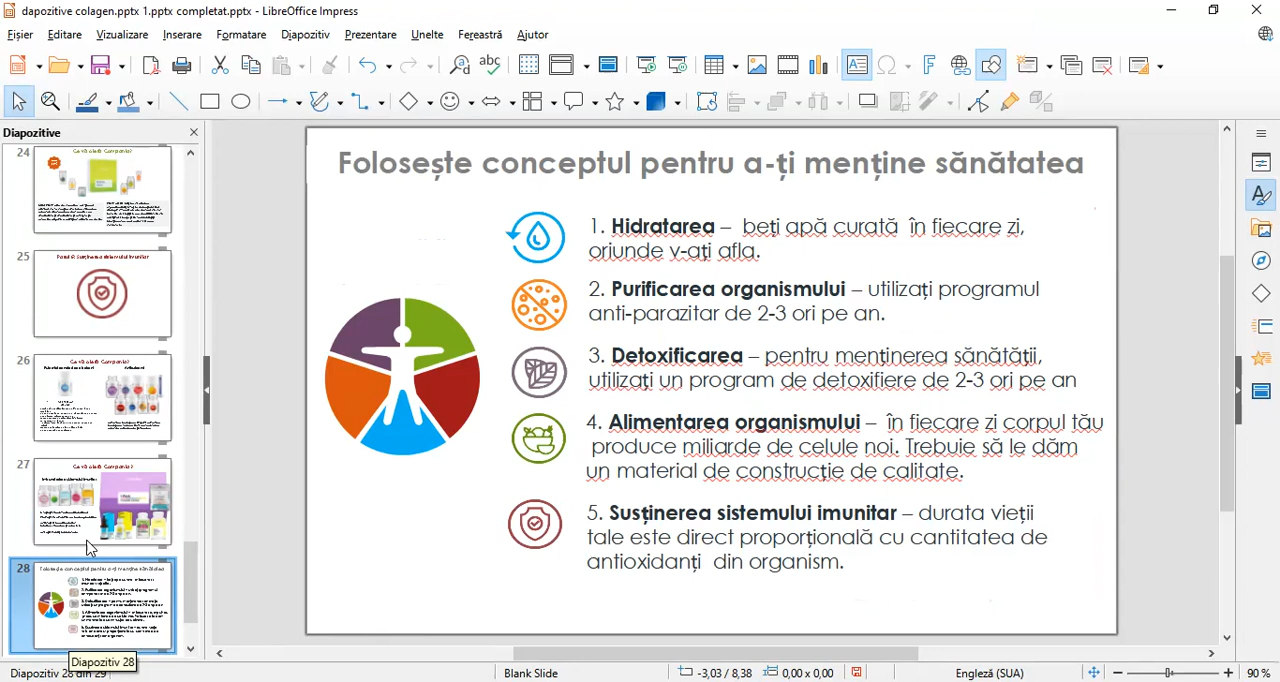 dapozitive colagen.pptx 1.pptx completat.pptx - LibreOffice Impress
Fișier Editare Vizualizare Inserare Formatare Diapozitiv Prezentare Unelte Fereastră Ajutor
Diapozitive
24
25
26
27
28
Diapozitiv 28
Folosește conceptul pentru a-ți menține sănătatea
1. Hidratarea – beți apă curată în fiecare zi,
oriunde v-ați afla.
2. Purificarea organismului – utilizați programul
anti-parazitar de 2-3 ori pe an.
3. Detoxificarea – pentru menținerea sănătății,
utilizați un program de detoxifiere de 2-3 ori pe an
4. Alimentarea organismului – în fiecare zi corpul tău
produce miliarde de celule noi. Trebuie să le dăm
un material de construcție de calitate.
5. Susținerea sistemului imunitar – durata vieții
tale este direct proporțională cu cantitatea de
antioxidanți din organism.
Diapozitiv 28 din 29 Blank Slide -3,03 / 8,38 0,00 x 0,00 Engleză (SUA) 90 %